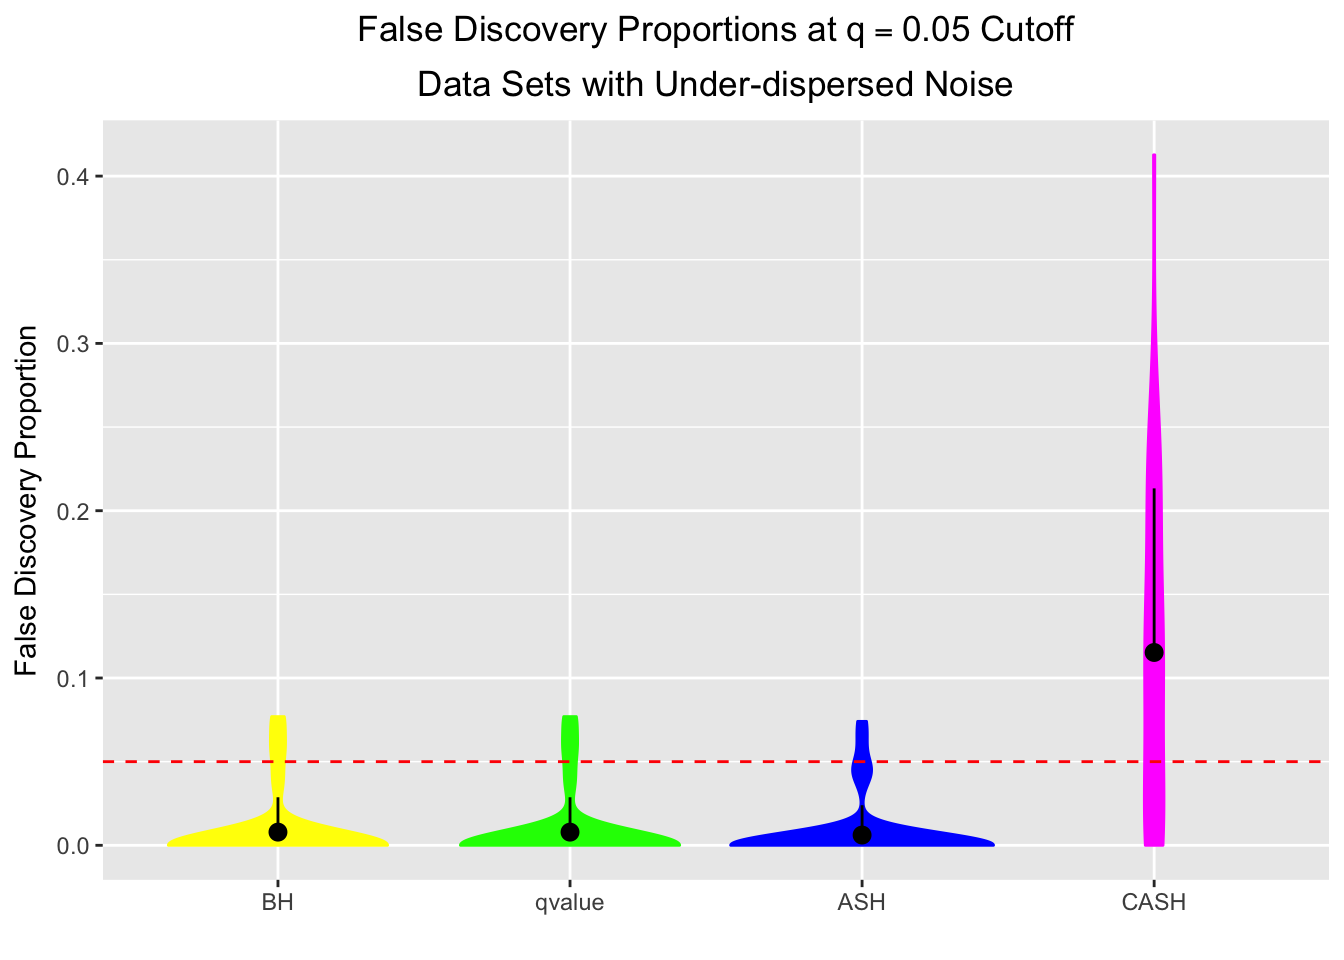 False Discovery Proportions at q = 0.05 Cutoff
Data Sets with Under-dispersed Noise
False Discovery Proportion
0.4
0.3
0.2
0.1
0.0
BH
qvalue
ASH
CASH